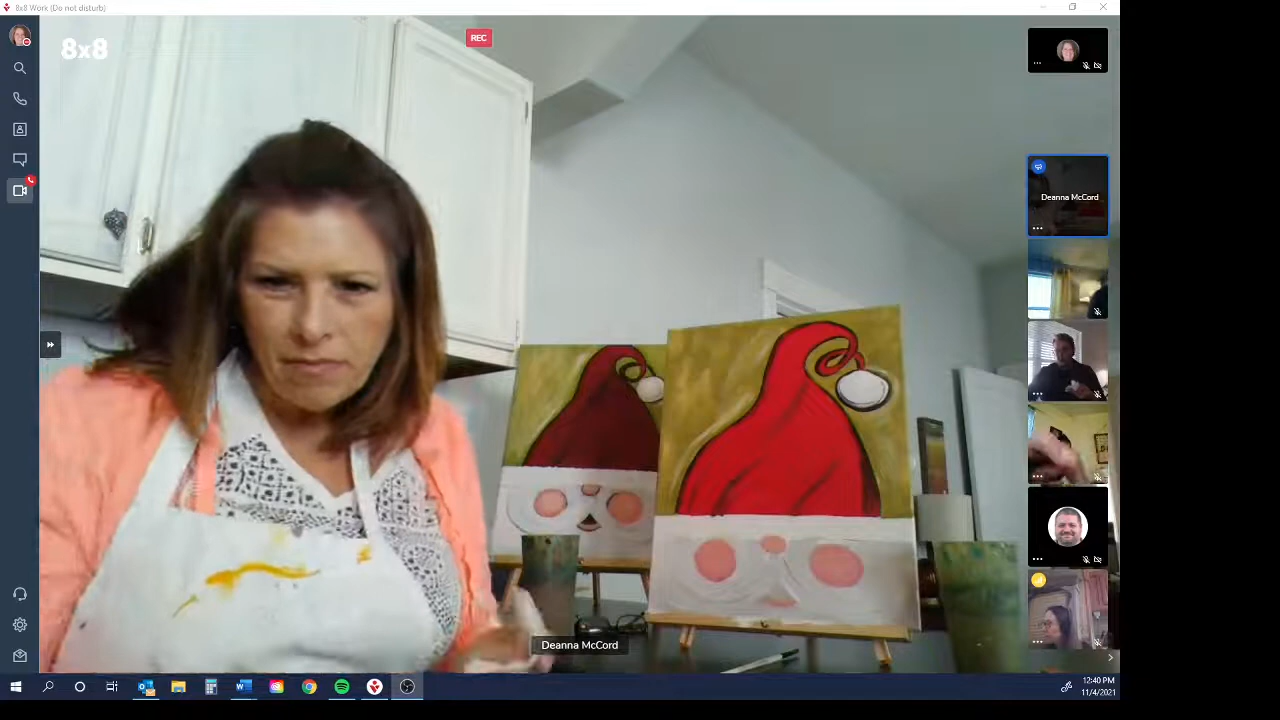 8x8 Work (Do not disturb)
8x8
REC
Deanna McCord
Deanna McCord
12:40 PM
11/4/2021